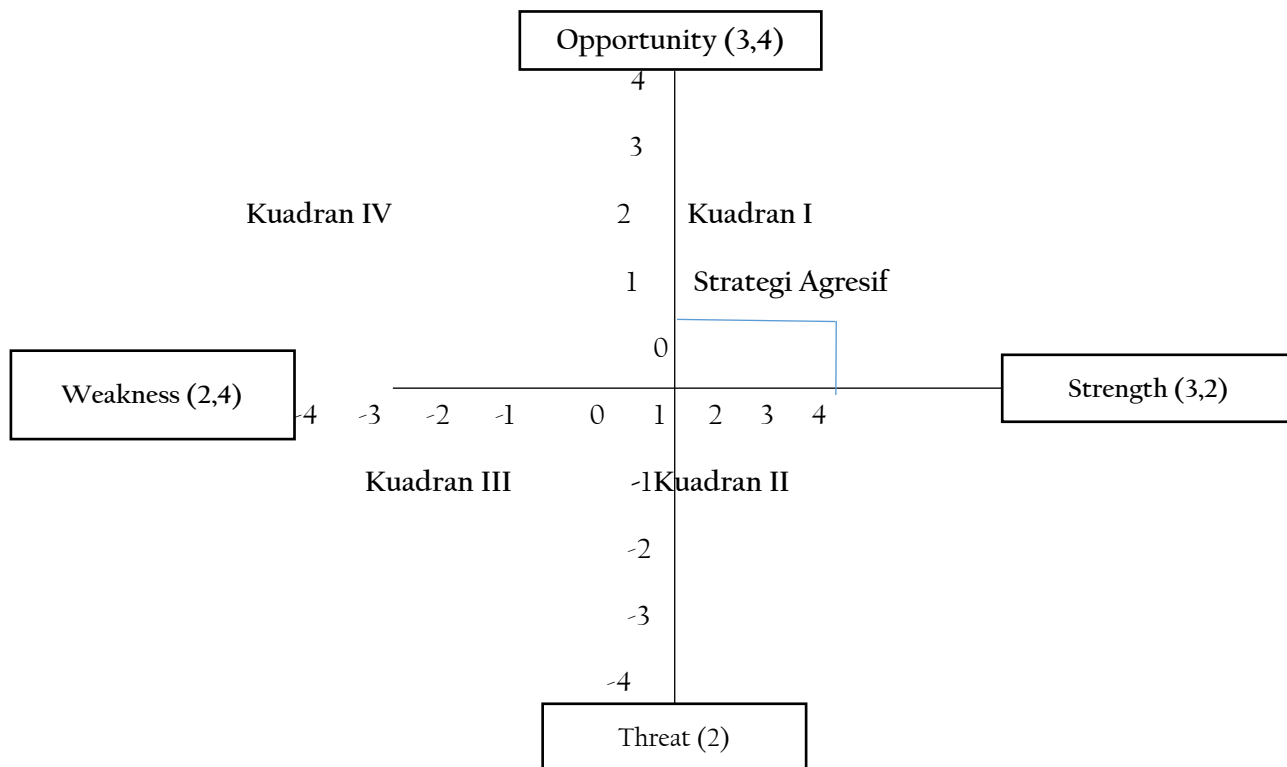 Opportunity (3,4)
4
3
Kuadran IV 2 Kuadran I
1 Strategi Agresif
0
Weakness (2,4) Strength (3,2)
-4 -3 -2 -1 0 1 2 3 4
Kuadran III -1 Kuadran II
-2
-3
-4
Threat (2)